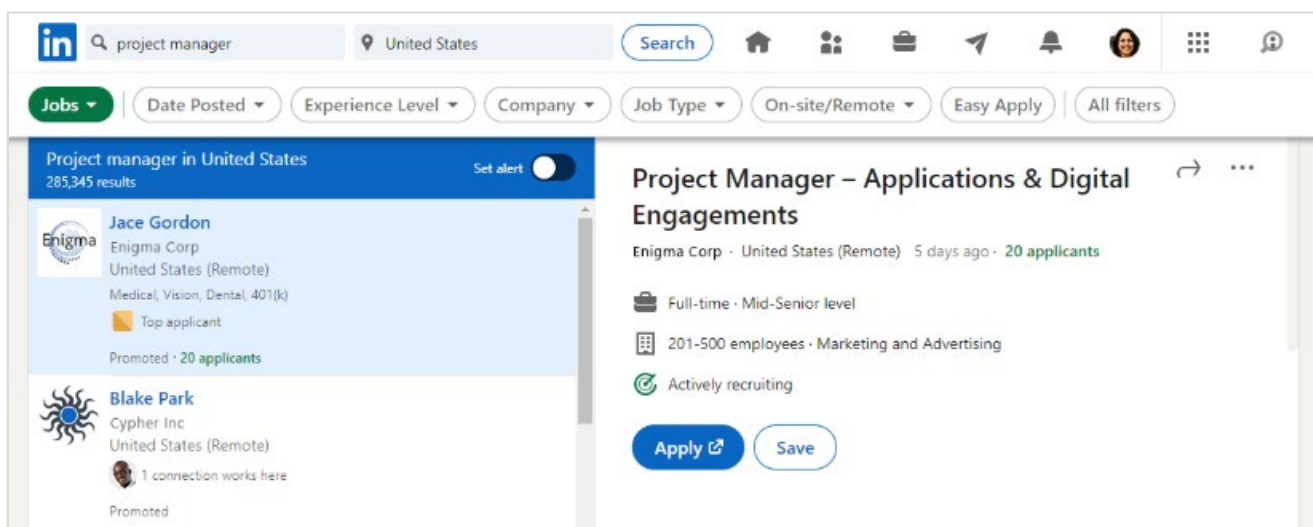 in
project manager
United States
Search
Jobs
Date Posted
Experience Level
Company
Job Type
On-site/Remote
Easy Apply
All filters
Project manager in United States
285,345 results
Set alert
Enigma
Jace Gordon
Enigma Corp
United States (Remote)
Medical, Vision, Dental, 401(k)
Top applicant
Promoted · 20 applicants
Blake Park
Cypher Inc
United States (Remote)
1 connection works here
Promoted
Project Manager – Applications & Digital
Engagements
Enigma Corp · United States (Remote) 5 days ago · 20 applicants
Full-time · Mid-Senior level
201-500 employees · Marketing and Advertising
Actively recruiting
Apply
Save